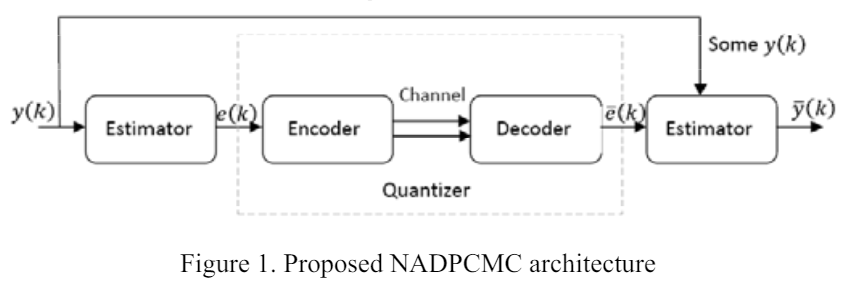 Some y(k)
y(k)
Estimator
e(k)
Encoder
Channel
Decoder
ē(k)
Estimator
ȳ(k)
Quantizer
Figure 1. Proposed NADPCMC architecture